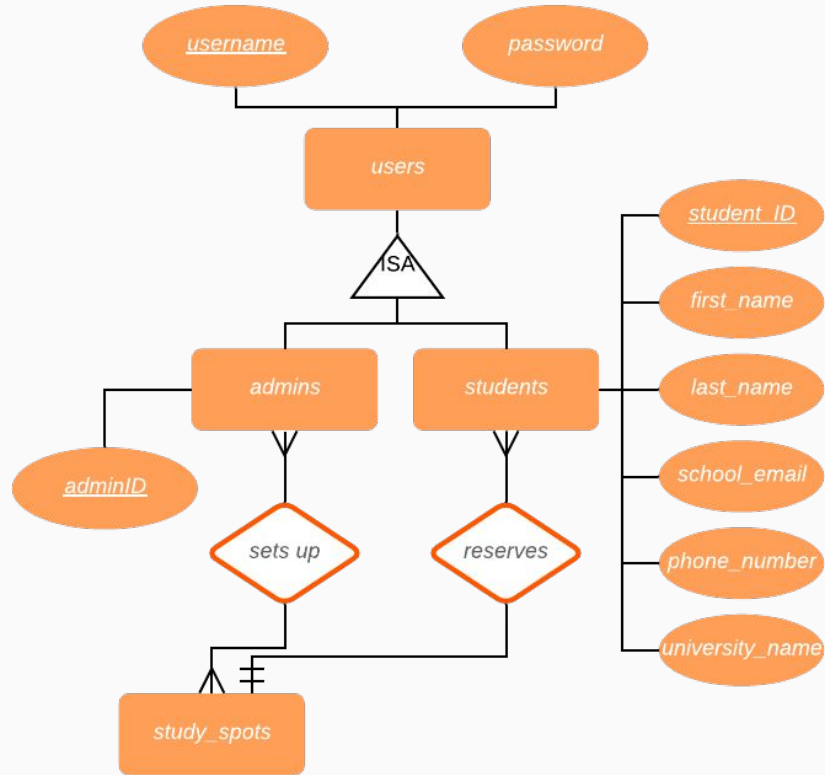 username
password
users
ISA
student_ID
first_name
admins
students
last_name
adminID
school_email
sets up
reserves
phone_number
university_name
study_spots